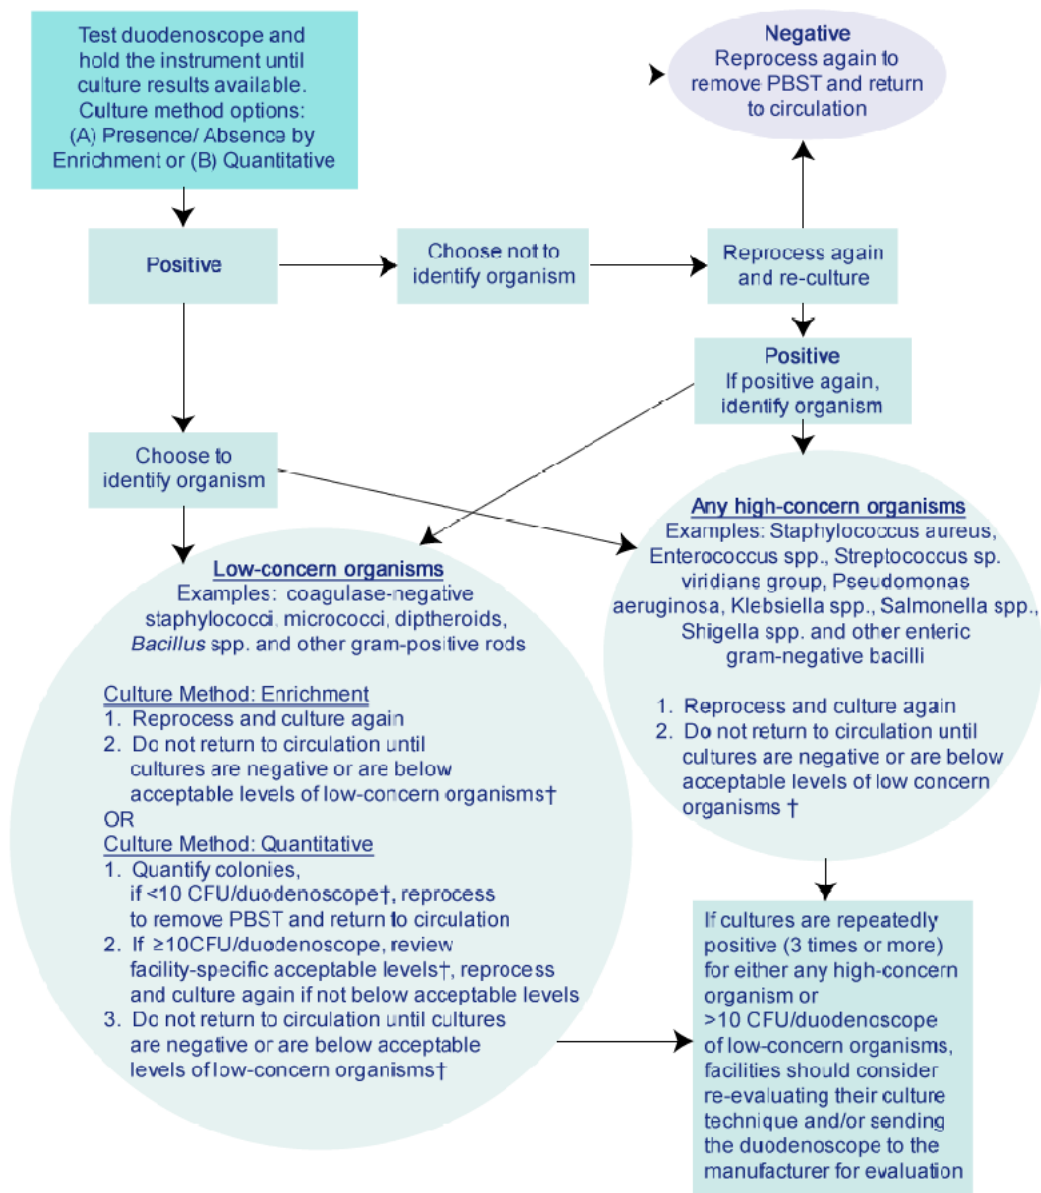 Test duodenoscope and
hold the instrument until
culture results available.
Culture method options:
(A) Presence/ Absence by
Enrichment or (B) Quantitative
Negative
Reprocess again to
remove PBST and return
to circulation
Positive
Choose not to
identify organism
Reprocess again
and re-culture
Positive
If positive again,
identify organism
Choose to
identify organism
Any high-concern organisms
Examples: Staphylococcus aureus,
Enterococcus spp., Streptococcus sp.
viridians group, Pseudomonas
aeruginosa, Klebsiella spp., Salmonella spp.,
Shigella spp. and other enteric
gram-negative bacilli
1. Reprocess and culture again
2. Do not return to circulation until
cultures are negative or are below
acceptable levels of low concern
organisms †
Low-concern organisms
Examples: coagulase-negative
staphylococci, micrococci, diptheroids,
Bacillus spp. and other gram-positive rods
Culture Method: Enrichment
1. Reprocess and culture again
2. Do not return to circulation until
cultures are negative or are below
acceptable levels of low-concern organisms†
OR
Culture Method: Quantitative
1. Quantify colonies,
if <10 CFU/duodenoscope†, reprocess
to remove PBST and return to circulation
2. If ≥10CFU/duodenoscope, review
facility-specific acceptable levels†, reprocess
and culture again if not below acceptable levels
3. Do not return to circulation until cultures
are negative or are below acceptable
levels of low-concern organisms†
If cultures are repeatedly
positive (3 times or more)
for either any high-concern
organism or
>10 CFU/duodenoscope
of low-concern organisms,
facilities should consider
re-evaluating their culture
technique and/or sending
the duodenoscope to the
manufacturer for evaluation